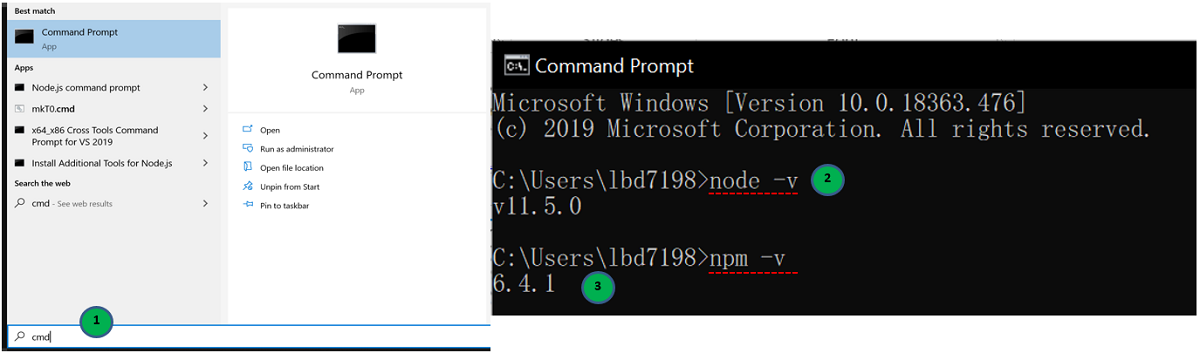 Best match
Command Prompt
App
Apps
Node.js command prompt
mkT0.cmd
x64_x86 Cross Tools Command
Prompt for VS 2019
Install Additional Tools for Node.js
Search the web
cmd - See web results
1
cmd
Command Prompt
App
Open
Run as administrator
Open file location
Unpin from Start
Pin to taskbar
C:\. Command Prompt
Microsoft Windows [Version 10.0.18363.476]
(c) 2019 Microsoft Corporation. All rights reserved.
C:\Users\lbd7198>node -v 2
v11.5.0
C:\Users\lbd7198>npm -v
6.4.1 3